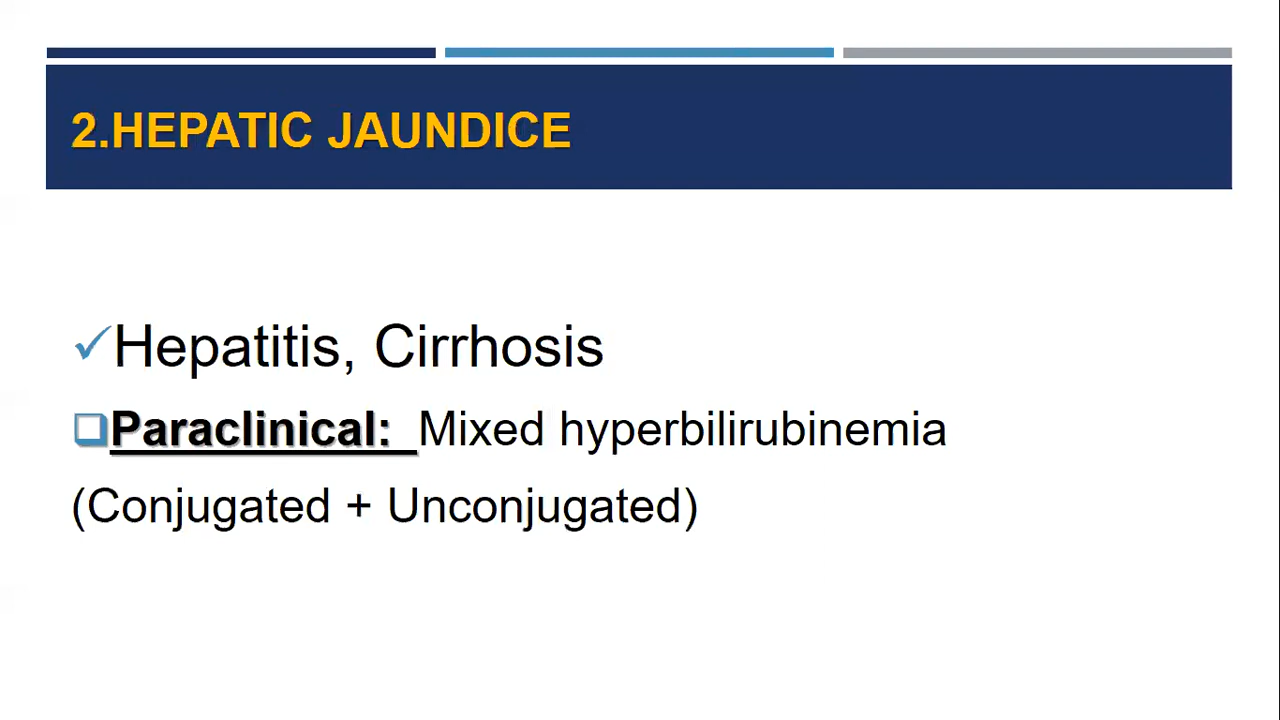 2.HEPATIC JAUNDICE
Hepatitis, Cirrhosis
Paraclinical: Mixed hyperbilirubinemia
(Conjugated + Unconjugated)